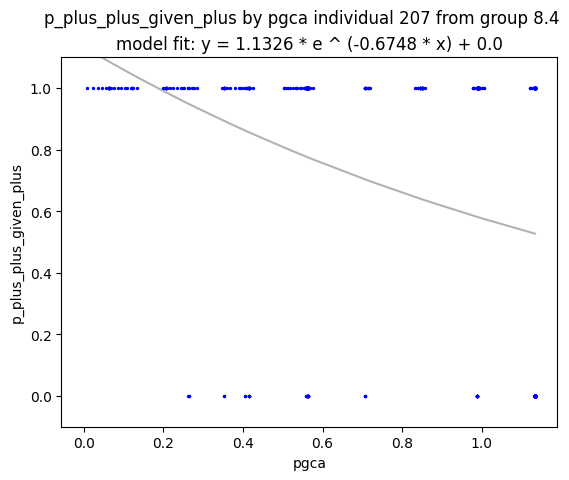 p_plus_plus_given_plus by pgca individual 207 from group 8.4
model fit: y = 1.1326 * e ^ (-0.6748 * x) + 0.0
1.0
0.8
0.6
0.4
0.2
0.0
p_plus_plus_given_plus
0.0 0.2 0.4 0.6 0.8 1.0
pgca